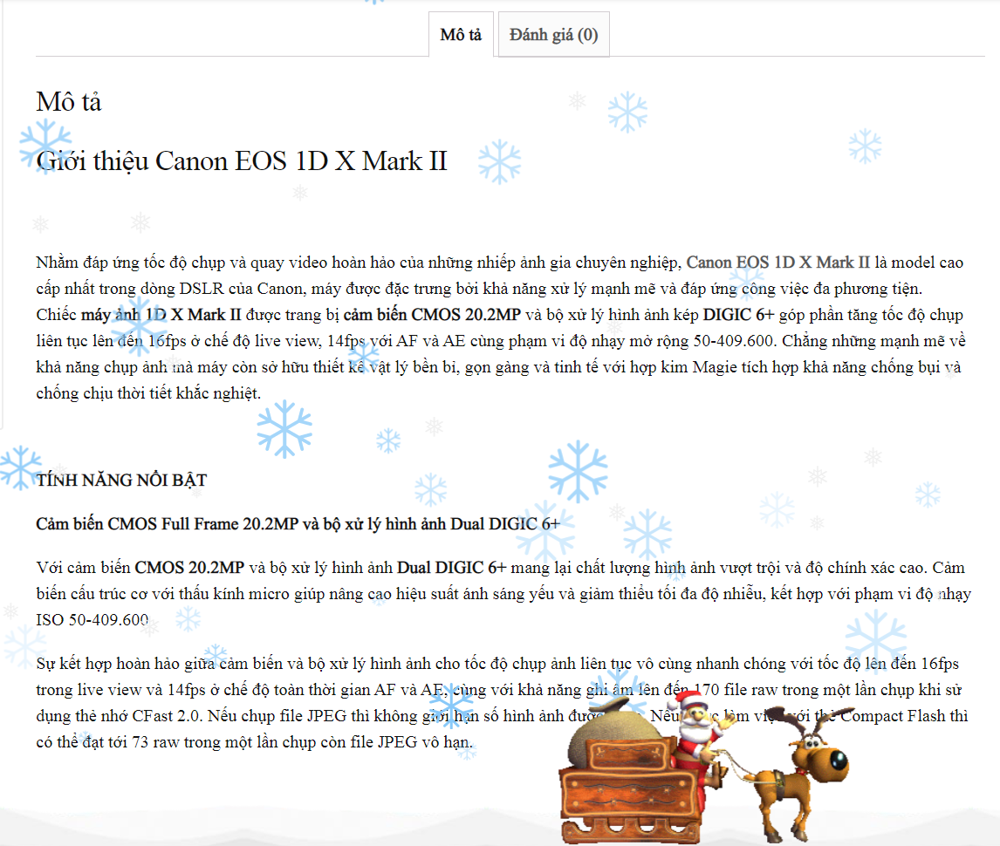 Mô tả
Đánh giá (0)
Mô tả
Giới thiệu Canon EOS 1D X Mark II
Nhằm đáp ứng tốc độ chụp và quay video hoàn hảo của những nhiếp ảnh gia chuyên nghiệp, Canon EOS 1D X Mark II là model cao
cấp nhất trong dòng DSLR của Canon, máy được đặc trưng bởi khả năng xử lý mạnh mẽ và đáp ứng công việc đa phương tiện.
Chiếc máy ảnh 1D X Mark II được trang bị cảm biến CMOS 20.2MP và bộ xử lý hình ảnh kép DIGIC 6+ góp phần tăng tốc độ chụp
liên tục lên đến 16fps ở chế độ live view, 14fps với AF và AE cùng phạm vi độ nhạy mở rộng 50-409.600. Chẳng những mạnh mẽ về
khả năng chụp ảnh mà máy còn sở hữu thiết kế vật lý bền bỉ, gọn gàng và tinh tế với hợp kim Magie tích hợp khả năng chống bụi và
chống chịu thời tiết khắc nghiệt.
TÍNH NĂNG NỔI BẬT
Cảm biến CMOS Full Frame 20.2MP và bộ xử lý hình ảnh Dual DIGIC 6+
Với cảm biến CMOS 20.2MP và bộ xử lý hình ảnh Dual DIGIC 6+ mang lại chất lượng hình ảnh vượt trội và độ chính xác cao. Cảm
biến cấu trúc cơ với thấu kính micro giúp nâng cao hiệu suất ánh sáng yếu và giảm thiểu tối đa độ nhiễu, kết hợp với phạm vi độ nhạy
ISO 50-409.600
Sự kết hợp hoàn hảo giữa cảm biến và bộ xử lý hình ảnh cho tốc độ chụp ảnh liên tục vô cùng nhanh chóng với tốc độ lên đến 16fps
trong live view và 14fps ở chế độ toàn thời gian AF và AE, cùng với khả năng ghi âm lên đến 170 file raw trong một lần chụp khi sử
dụng thẻ nhớ CFast 2.0. Nếu chụp file JPEG thì không giới hạn số hình ảnh Nếu làm với thẻ Compact Flash thì
có thể đạt tới 73 raw trong một lần chụp còn file JPEG vô hạn.